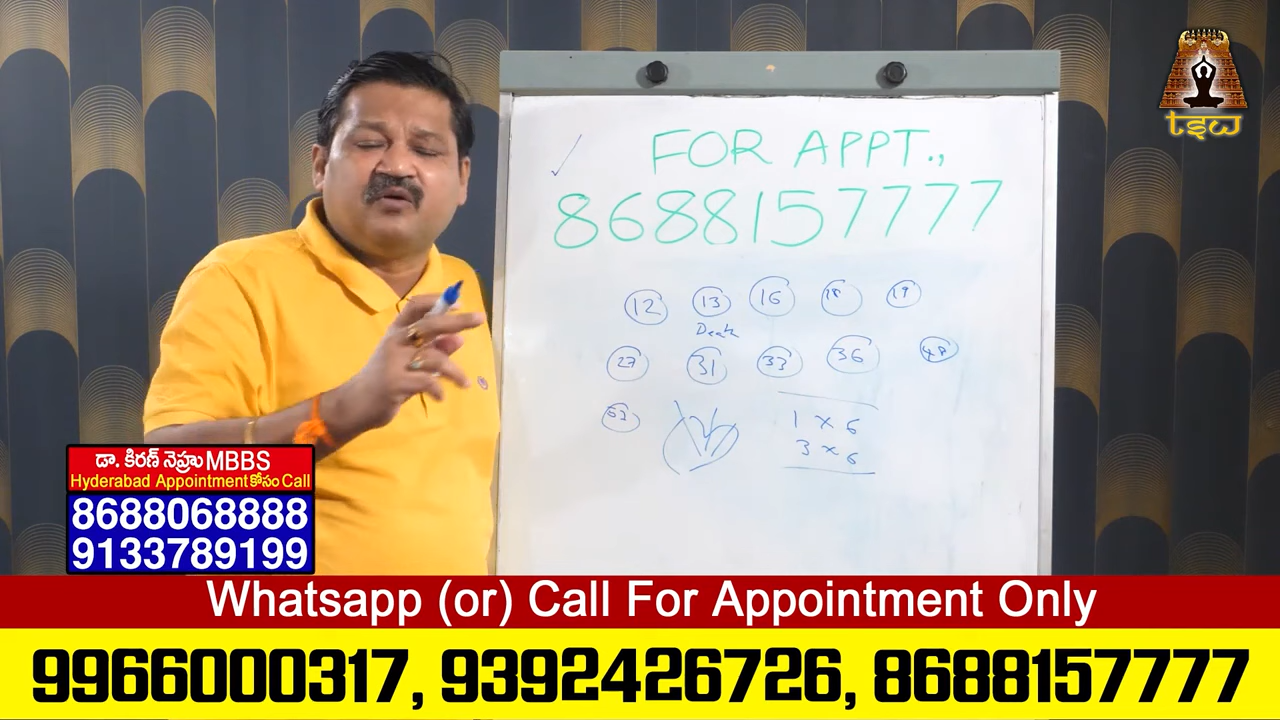 tsw
FOR APPT.,
8688157777
12 13 16 18 19
Death
27 31 33 36 48
53
1 x 6
3 x 6
డా. కిరణ్ నెహ్రు MBBS
Hyderabad Appointment కోసం Call
8688068888
9133789199
Whatsapp (or) Call For Appointment Only
9966000317, 9392426726, 8688157777